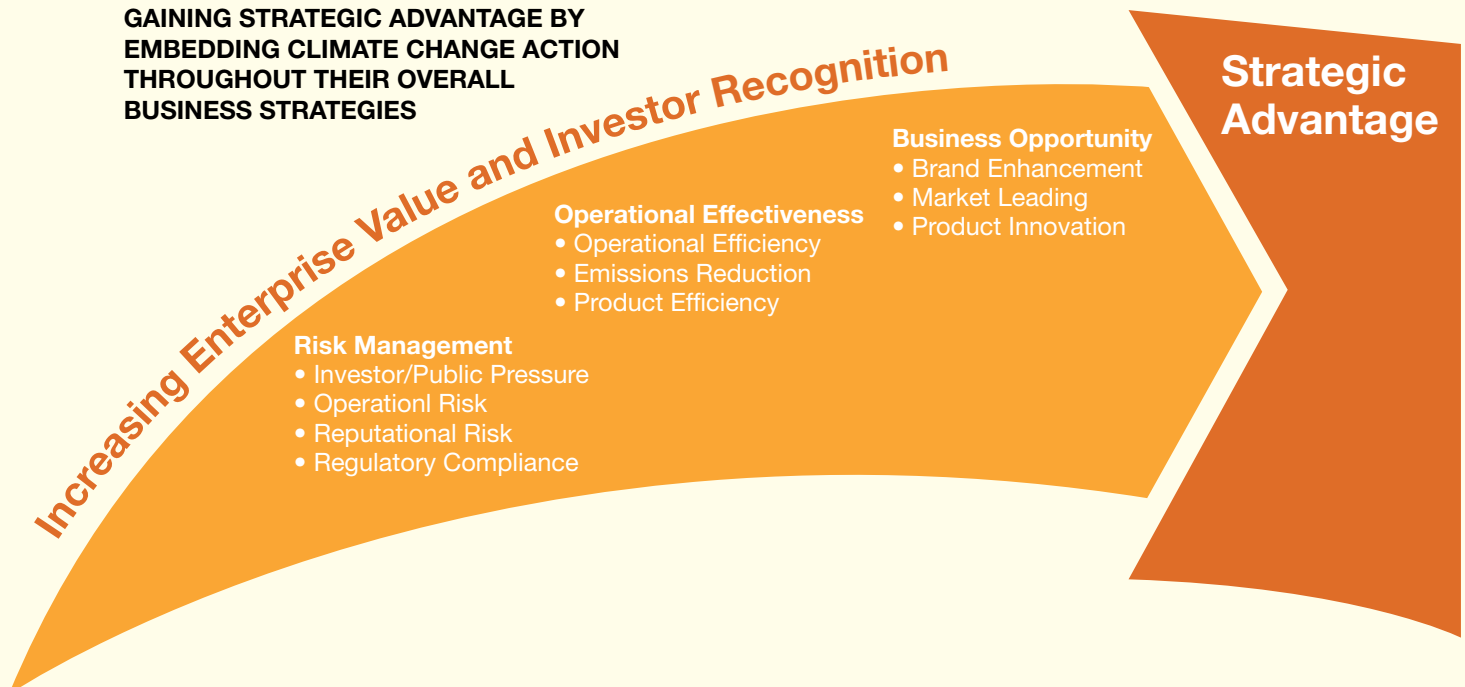 GAINING STRATEGIC ADVANTAGE BY
EMBEDDING CLIMATE CHANGE ACTION
THROUGHOUT THEIR OVERALL
BUSINESS STRATEGIES
Increasing Enterprise Value and Investor Recognition
Risk Management
• Investor/Public Pressure
• Operationl Risk
• Reputational Risk
• Regulatory Compliance
Operational Effectiveness
• Operational Efficiency
• Emissions Reduction
• Product Efficiency
Business Opportunity
• Brand Enhancement
• Market Leading
• Product Innovation
Strategic
Advantage